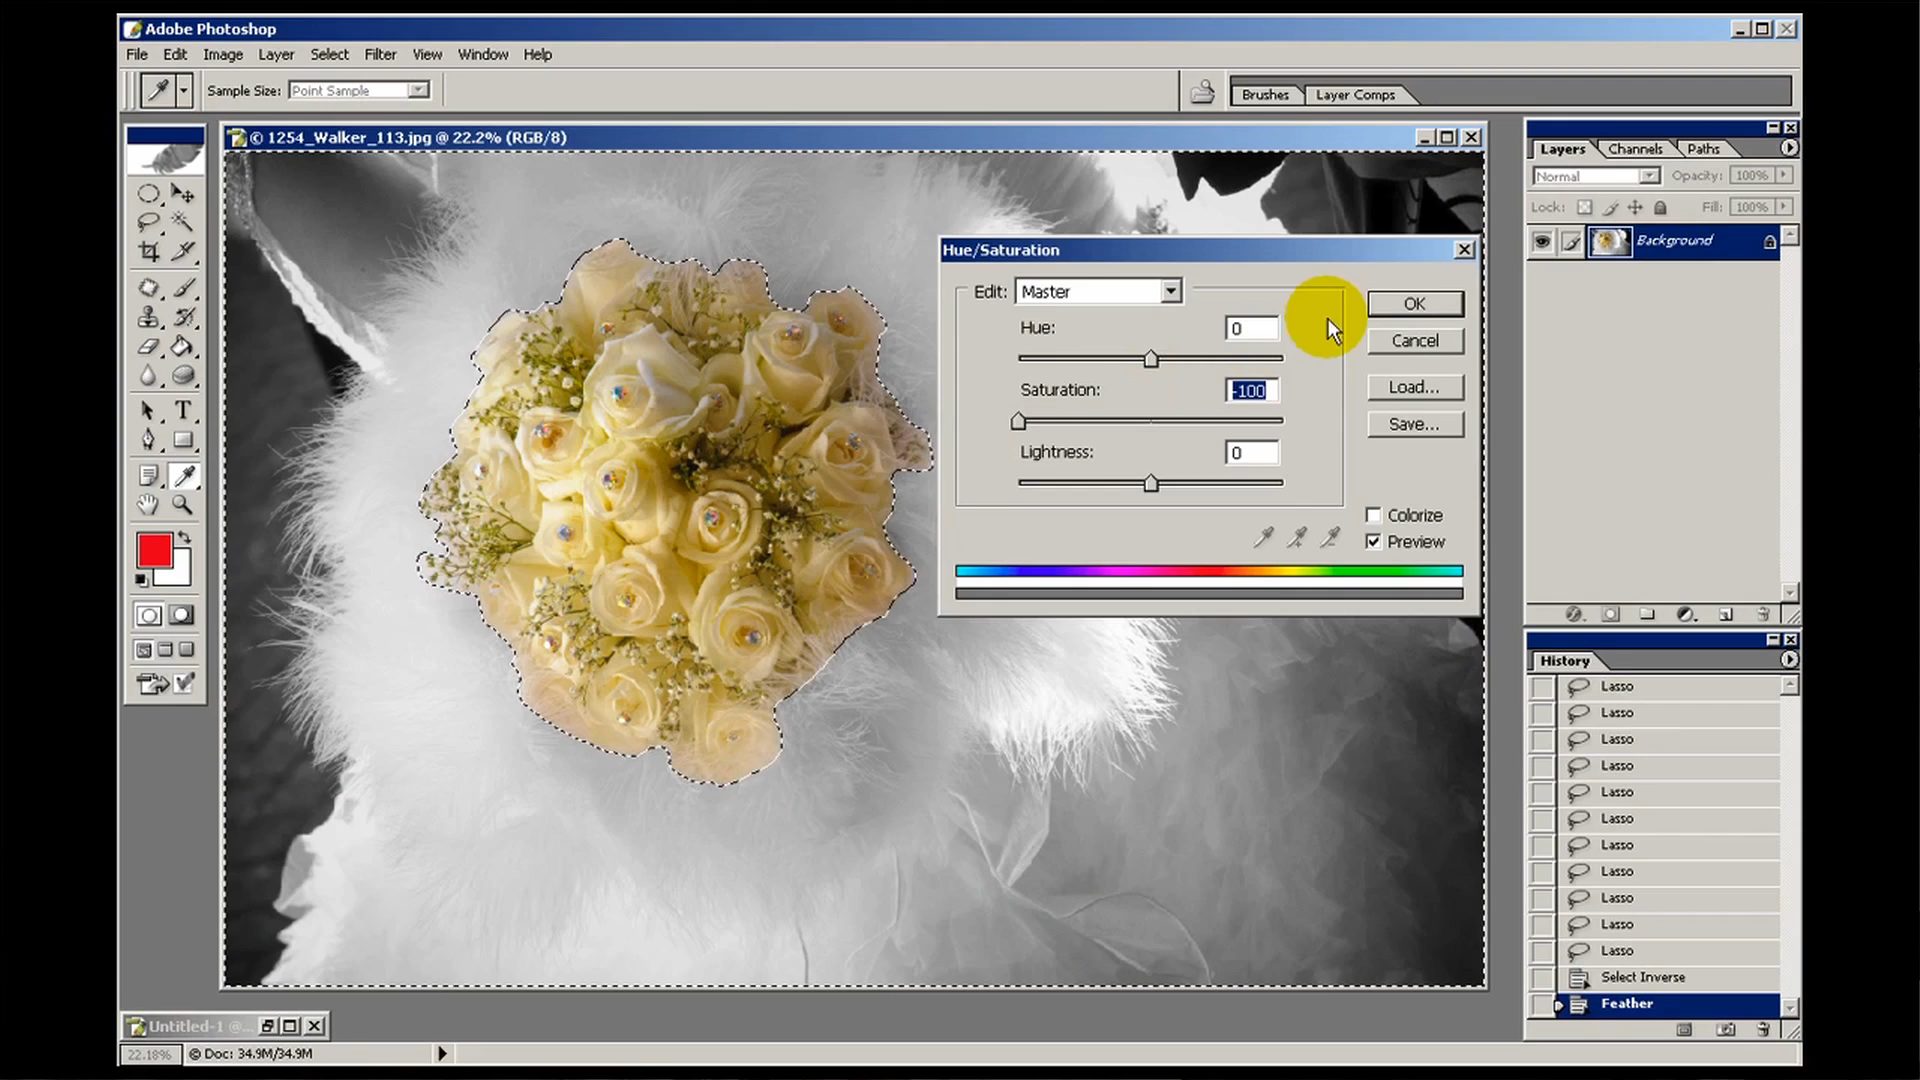 Adobe Photoshop
File Edit Image Layer Select Filter View Window Help
Sample Size: Point Sample
Brushes Layer Comps
© 1254_Walker_113.jpg @ 22.2% (RGB/8)
Layers Channels Paths
Normal Opacity: 100%
Lock: Fill: 100%
Background
Hue/Saturation
Edit: Master
OK
Hue: 0
Cancel
Saturation: -100
Load...
Save...
Lightness: 0
Colorize
Preview
T
History
Lasso
Lasso
Lasso
Lasso
Lasso
Lasso
Lasso
Lasso
Lasso
Lasso
Lasso
Select Inverse
Feather
Untitled-1 @...
22.18% © Doc: 34.9M/34.9M